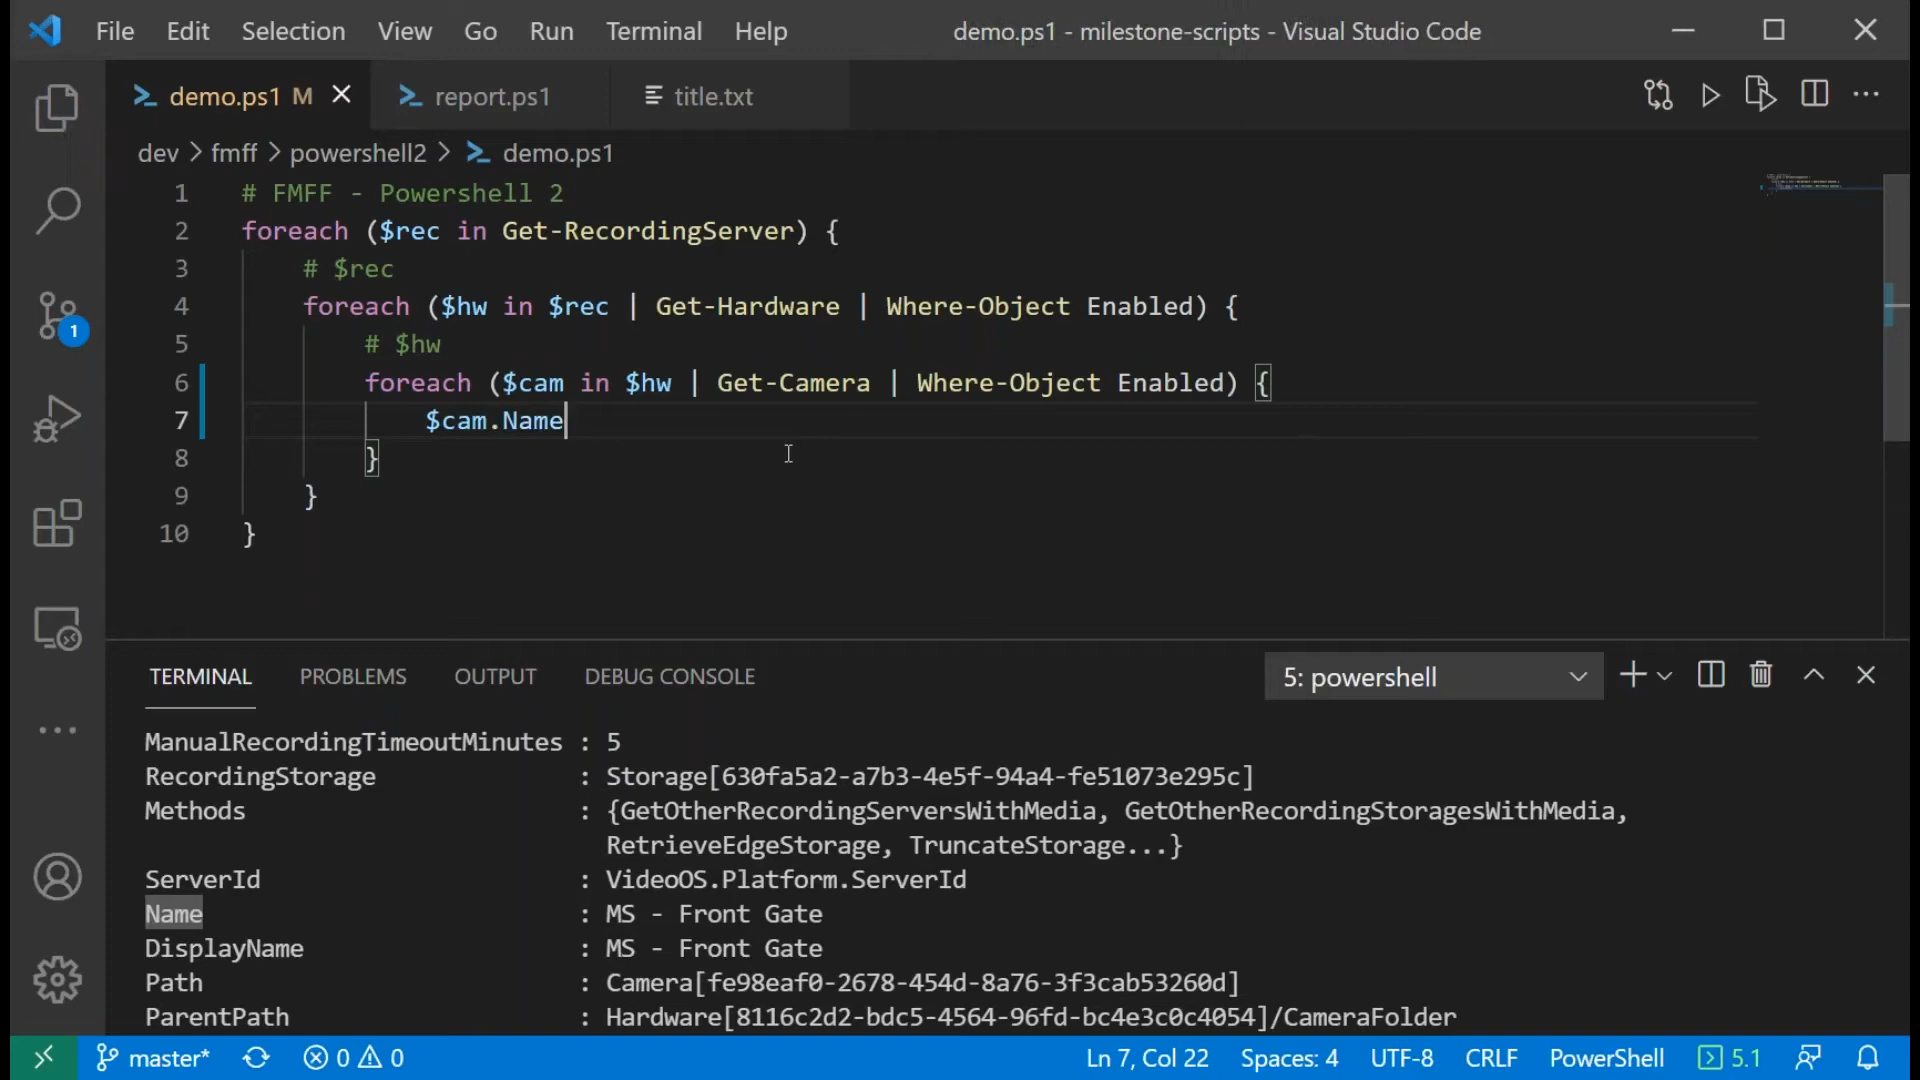 File Edit Selection View Go Run Terminal Help demo.ps1 - milestone-scripts - Visual Studio Code
demo.ps1 M report.ps1 title.txt
dev > fmff > powershell2 > demo.ps1
1 # FMFF - Powershell 2
2 foreach ($rec in Get-RecordingServer) {
3 # $rec
4 foreach ($hw in $rec | Get-Hardware | Where-Object Enabled) {
5 # $hw
6 foreach ($cam in $hw | Get-Camera | Where-Object Enabled) {
7 $cam.Name
8 }
9 }
10 }
1
TERMINAL PROBLEMS OUTPUT DEBUG CONSOLE 5: powershell
ManualRecordingTimeoutMinutes : 5
RecordingStorage : Storage[630fa5a2-a7b3-4e5f-94a4-fe51073e295c]
Methods : {GetOtherRecordingServersWithMedia, GetOtherRecordingStoragesWithMedia,
RetrieveEdgeStorage, TruncateStorage...}
ServerId : VideoOS.Platform.ServerId
Name : MS - Front Gate
DisplayName : MS - Front Gate
Path : Camera[fe98eaf0-2678-454d-8a76-3f3cab53260d]
ParentPath : Hardware[8116c2d2-bdc5-4564-96fd-bc4e3c0c4054]/CameraFolder
master* 0 0 Ln 7, Col 22 Spaces: 4 UTF-8 CRLF PowerShell 5.1